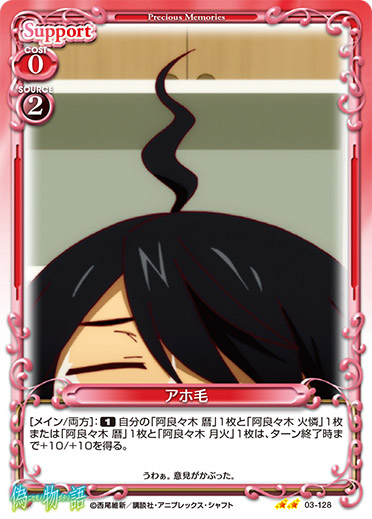 Precious Memories
Support
COST
0
SOURCE
2
アホ毛
[メイン/両方]: 1 自分の「阿良々木 暦」1枚と「阿良々木 火憐」1枚
または「阿良々木 暦」1枚と「阿良々木 月火」1枚は、ターン終了時ま
で+10/+10を得る。
うわぁ。意見がかぶった。
偽物語
03-128
©西尾維新／講談社・アニプレックス・シャフト